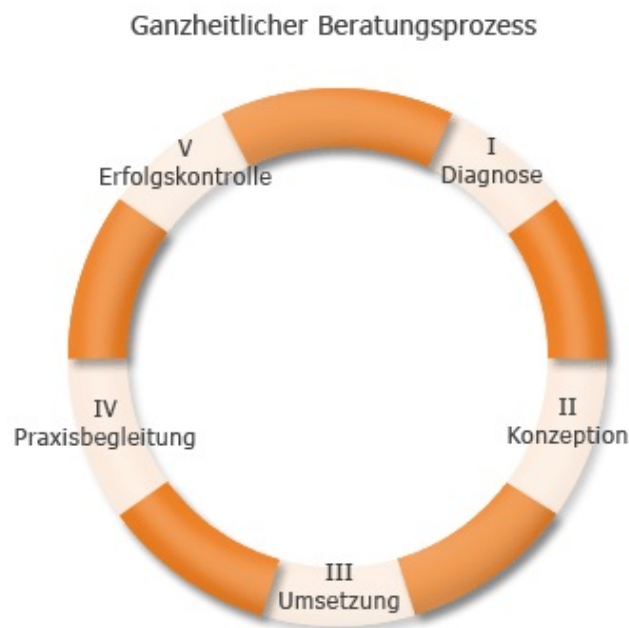 Ganzheitlicher Beratungsprozess
I
Diagnose
II
Konzeption
III
Umsetzung
IV
Praxisbegleitung
V
Erfolgskontrolle